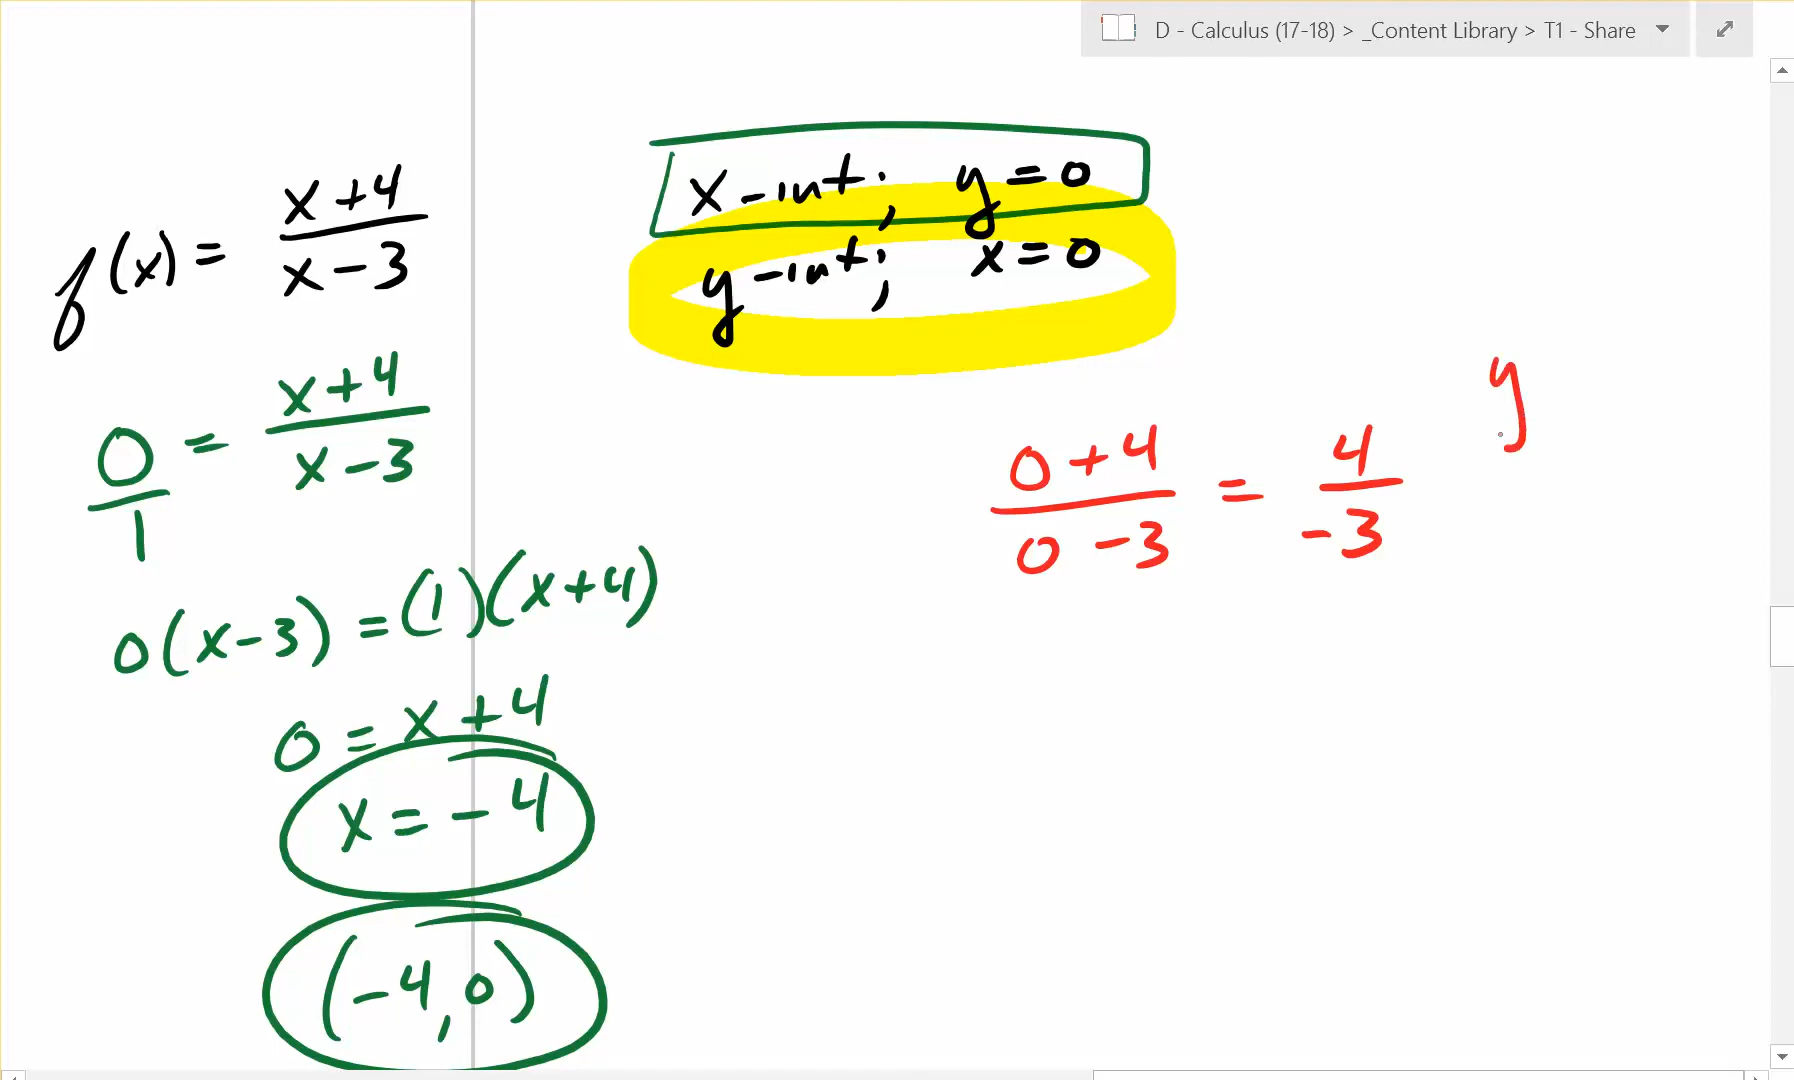 D - Calculus (17-18) > _Content Library > T1 - Share
f(x) = x+4 / x-3
x-int; y=0
y-int; x=0
0/1 = x+4 / x-3
0(x-3) = (1)(x+4)
0 = x+4
x = -4
(-4,0)
0+4 / 0-3 = 4 / -3
y